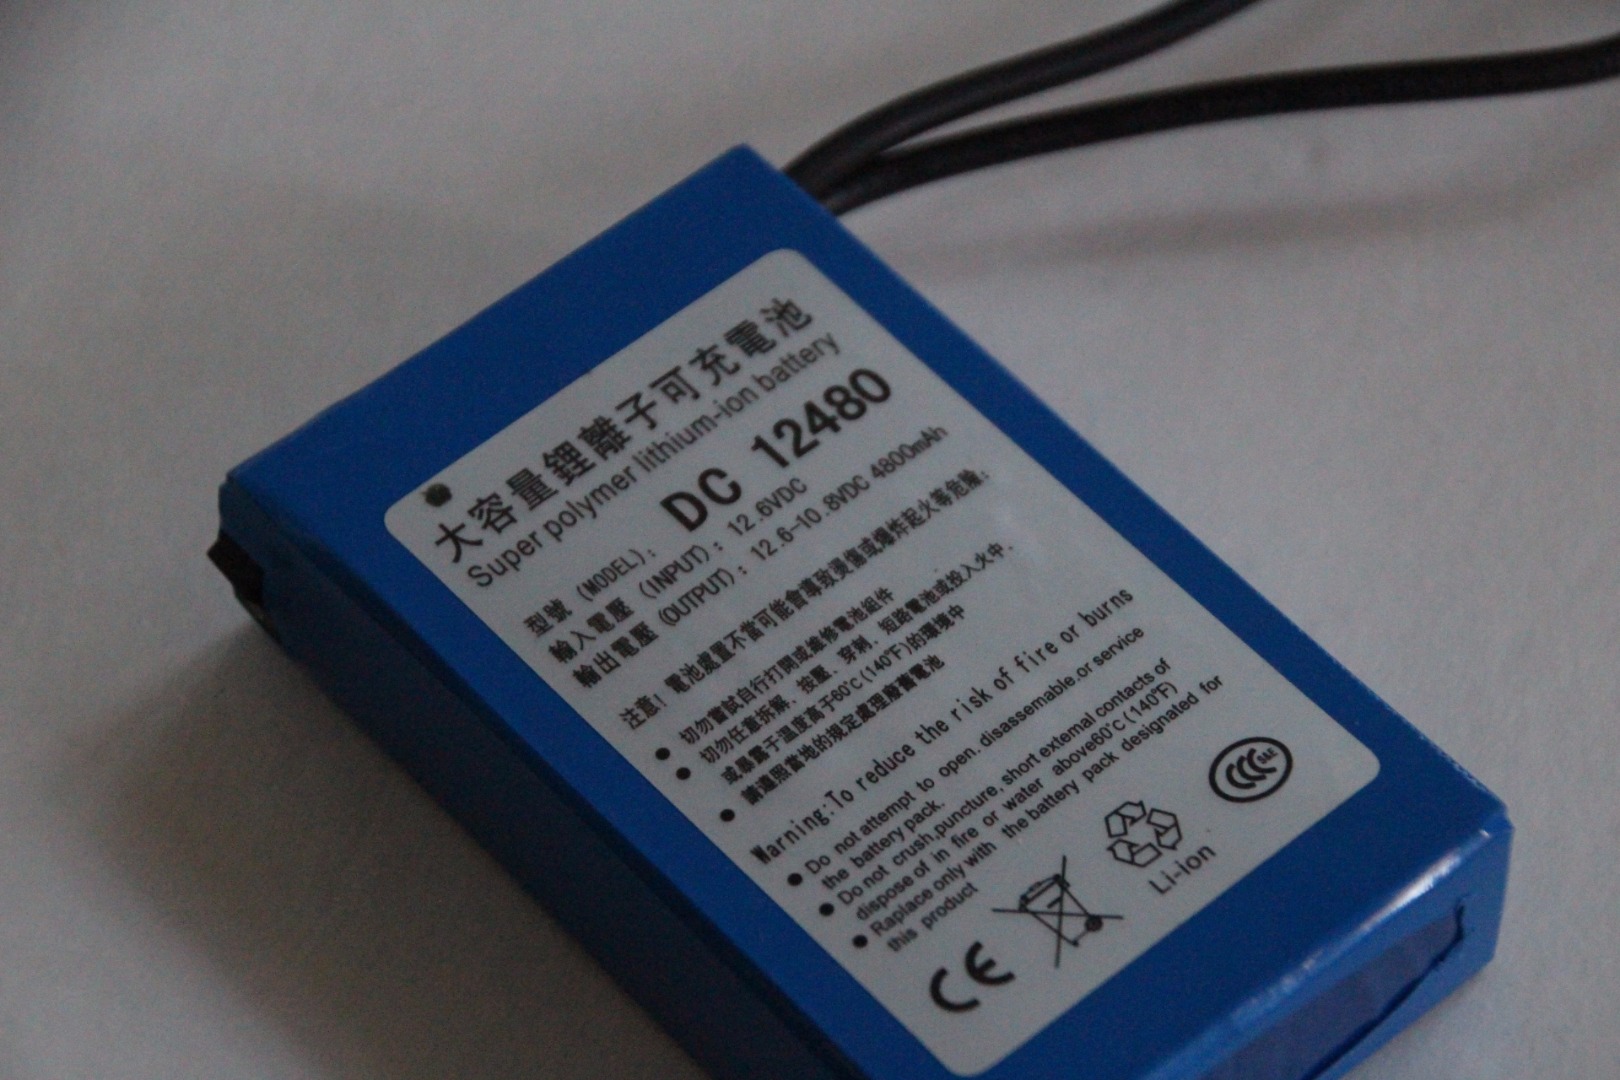 大容量鋰離子可充電池
Super polymer lithium-ion battery
型號 (MODEL): DC 12480
輸入電壓 (INPUT): 12.6VDC
輸出電壓 (OUTPUT): 12.6-10.8VDC 4800mAh
注意! 電池處置不當可能會導致燙傷或爆炸起火等危險:
● 切勿嘗試自行打開或維修電池組件
● 切勿任意拆解、按壓、穿刺、短路電池或投入火中.
或暴露于溫度高于60℃(140℉)的環境中
● 請遵照當地的規定處理廢舊電池
Warning:To reduce the risk of fire or burns
● Do not attempt to open.disassemable.or service
the battery pack.
● Do not crush,puncture,short external contacts of
dispose of in fire or water above60℃(140℉)
● Raplace only with the battery pack designated for
this product
CE
Li-ion
CCC S&E